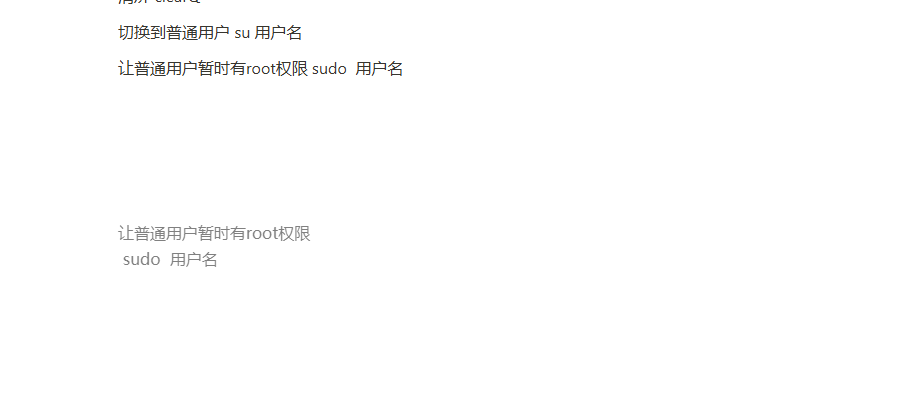 切换到普通用户 su 用户名
让普通用户暂时有root权限 sudo  用户名
让普通用户暂时有root权限
sudo  用户名